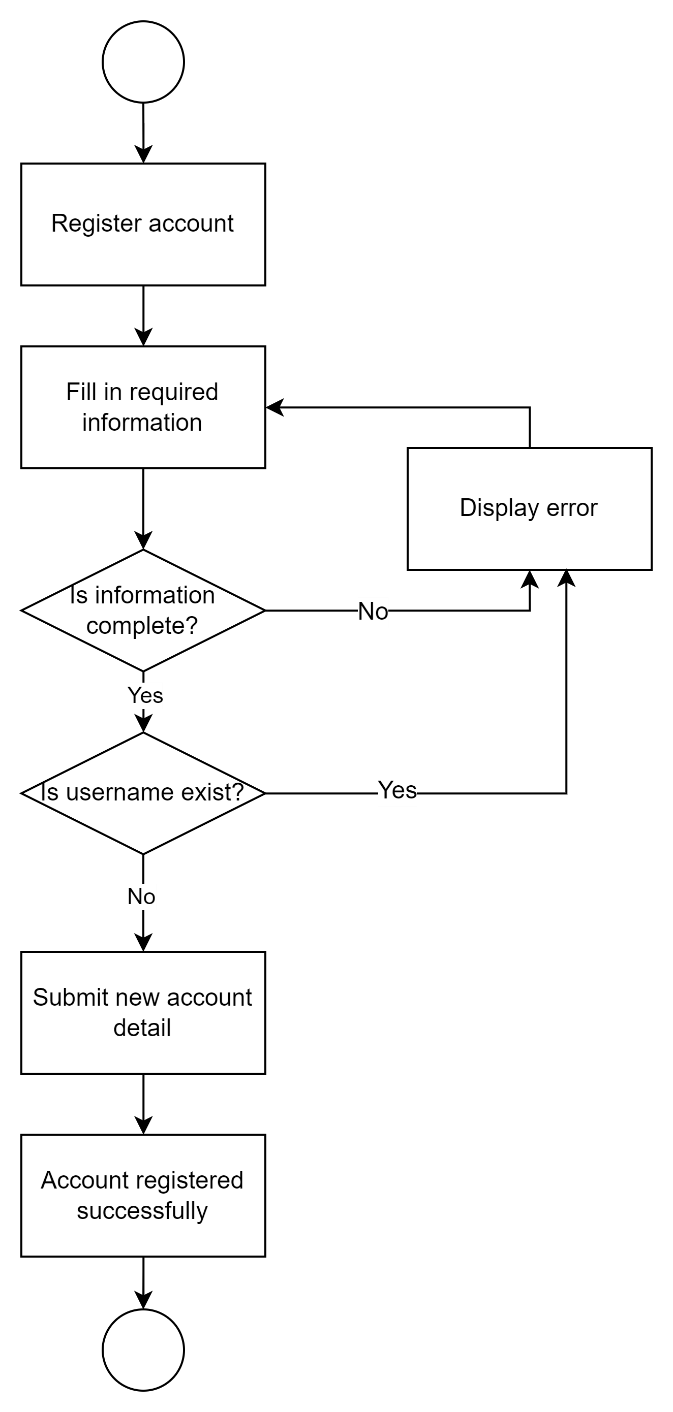 Register account
Fill in required
information
Display error
Is information
complete?
No
Yes
Is username exist?
Yes
No
Submit new account
detail
Account registered
successfully